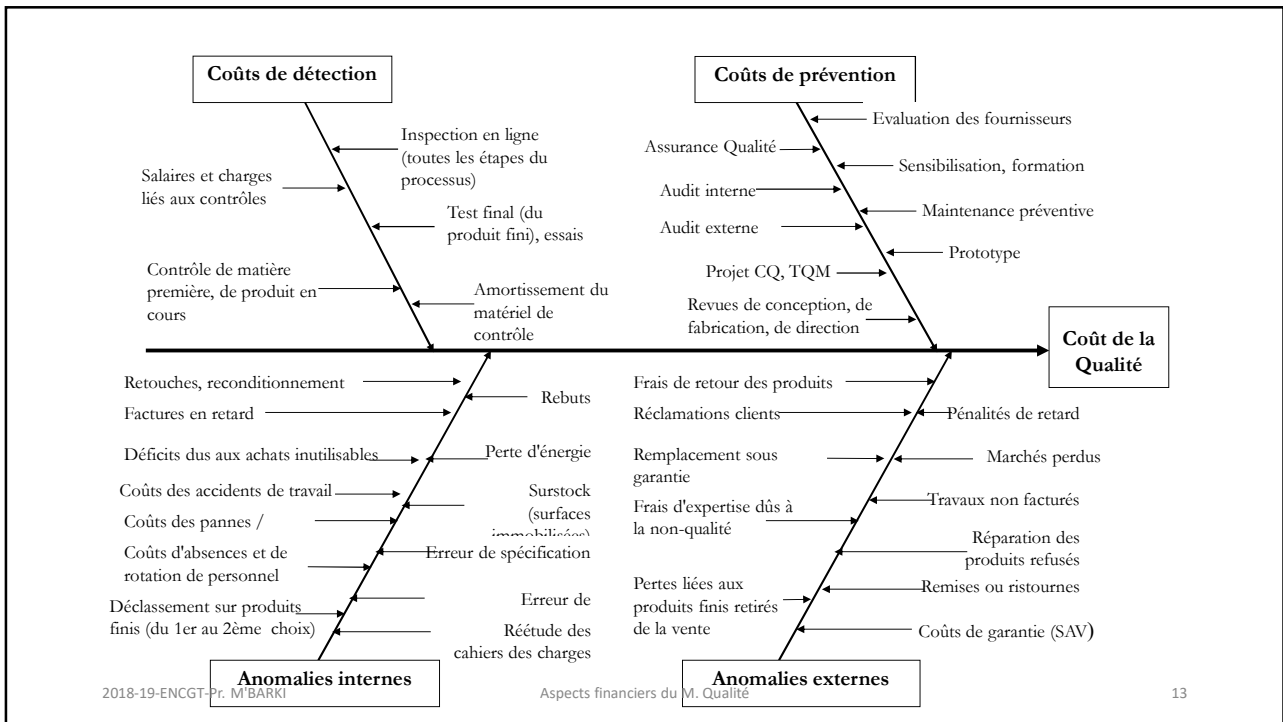 Coûts de détection
Inspection en ligne
(toutes les étapes du
processus)
Salaires et charges
liés aux contrôles
Test final (du
produit fini), essais
Contrôle de matière
première, de produit en
cours
Amortissement du
matériel de
contrôle
Coûts de prévention
Evaluation des fournisseurs
Assurance Qualité
Sensibilisation, formation
Audit interne
Maintenance préventive
Audit externe
Prototype
Projet CQ, TQM
Revues de conception, de
fabrication, de direction
Coût de la
Qualité
Retouches, reconditionnement
Rebuts
Factures en retard
Déficits dus aux achats inutilisables
Perte d'énergie
Coûts des accidents de travail
Surstock
(surfaces
immobilisées)
Coûts des pannes /
Erreur de spécification
Coûts d'absences et de
rotation de personnel
Erreur de
Déclassement sur produits
finis (du 1er au 2ème choix)
Réétude des
cahiers des charges
Anomalies internes
Frais de retour des produits
Réclamations clients
Pénalités de retard
Remplacement sous
garantie
Marchés perdus
Travaux non facturés
Frais d'expertise dûs à
la non-qualité
Réparation des
produits refusés
Pertes liées aux
produits finis retirés
de la vente
Remises ou ristournes
Coûts de garantie (SAV)
Anomalies externes
2018-19-ENCGT-Pr. M'BARKI
Aspects financiers du M. Qualité
13